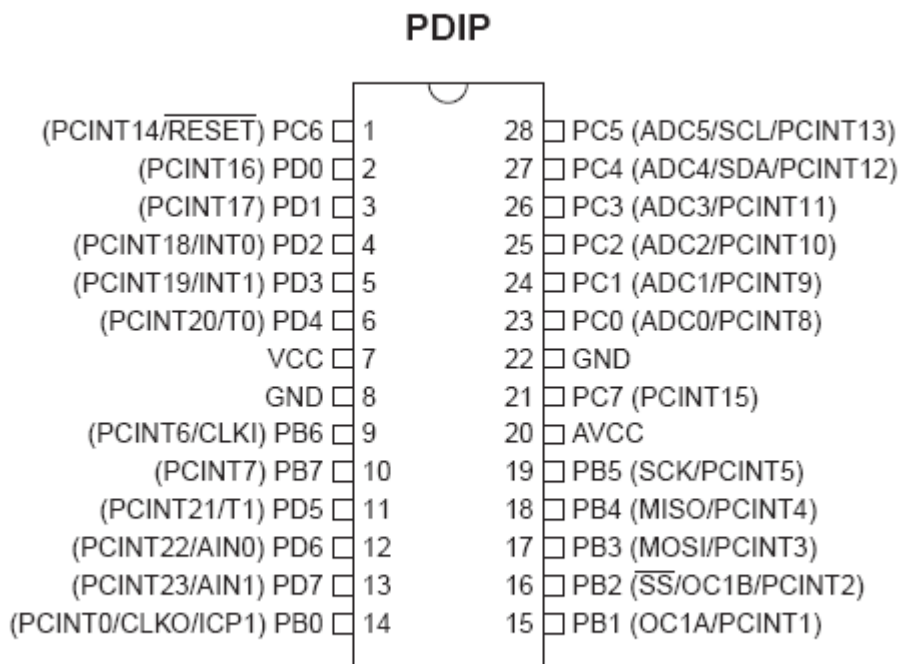 PDIP
(PCINT14/RESET) PC6 1 28 PC5 (ADC5/SCL/PCINT13)
(PCINT16) PD0 2 27 PC4 (ADC4/SDA/PCINT12)
(PCINT17) PD1 3 26 PC3 (ADC3/PCINT11)
(PCINT18/INT0) PD2 4 25 PC2 (ADC2/PCINT10)
(PCINT19/INT1) PD3 5 24 PC1 (ADC1/PCINT9)
(PCINT20/T0) PD4 6 23 PC0 (ADC0/PCINT8)
VCC 7 22 GND
GND 8 21 PC7 (PCINT15)
(PCINT6/CLKI) PB6 9 20 AVCC
(PCINT7) PB7 10 19 PB5 (SCK/PCINT5)
(PCINT21/T1) PD5 11 18 PB4 (MISO/PCINT4)
(PCINT22/AIN0) PD6 12 17 PB3 (MOSI/PCINT3)
(PCINT23/AIN1) PD7 13 16 PB2 (SS/OC1B/PCINT2)
(PCINT0/CLKO/ICP1) PB0 14 15 PB1 (OC1A/PCINT1)